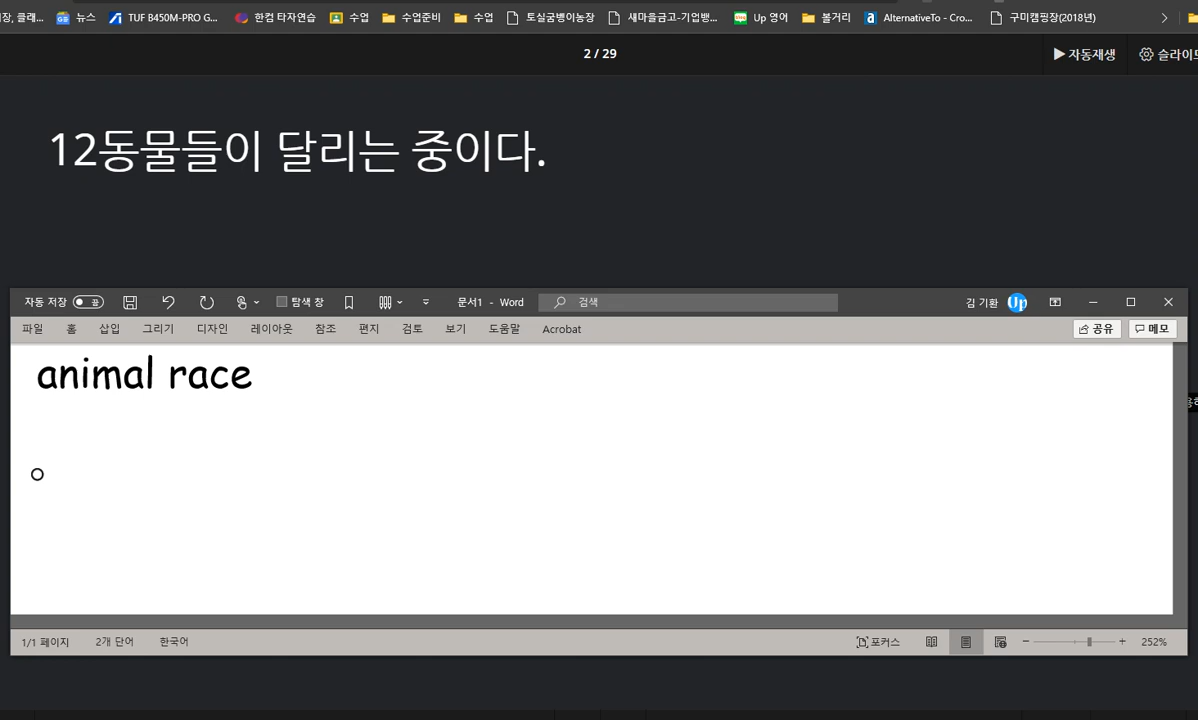 장, 클래... 뉴스 TUF B450M-PRO G... 한컴 타자연습 수업 수업준비 수업 토실굼벵이농장 새마을금고-기업뱅... Up 영어 볼거리 AlternativeTo - Cro... 구미캠핑장(2018년)
2 / 29 자동재생 슬라이드
12동물들이 달리는 중이다.
자동 저장 끔 탐색 창 문서1 - Word 검색 김 기환 Up
파일 홈 삽입 그리기 디자인 레이아웃 참조 편지 검토 보기 도움말 Acrobat 공유 메모
animal race
1/1 페이지 2개 단어 한국어 포커스 252%